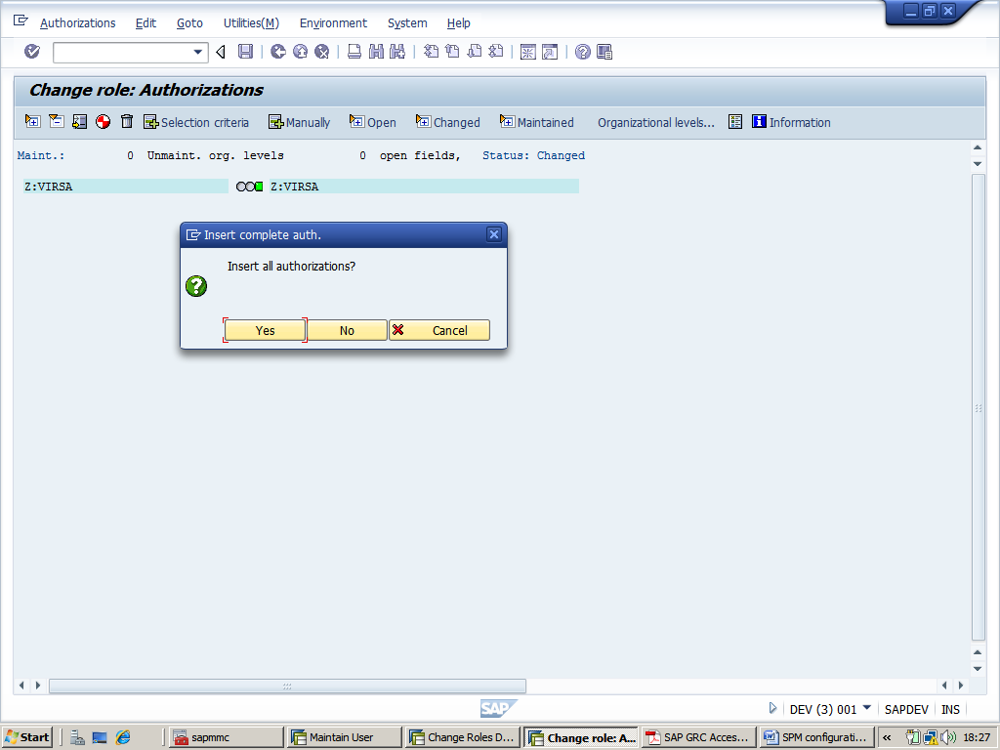 Authorizations Edit Goto Utilities(M) Environment System Help
Change role: Authorizations
Selection criteria Manually Open Changed Maintained Organizational levels... Information
Maint.: 0 Unmaint. org. levels 0 open fields, Status: Changed
Z:VIRSA Z:VIRSA
Insert complete auth.
Insert all authorizations?
Yes No Cancel
SAP
DEV (3) 001 SAPDEV INS
Start sapmmc Maintain User Change Roles D... Change role: A... SAP GRC Acces... SPM configurati... « 18:27